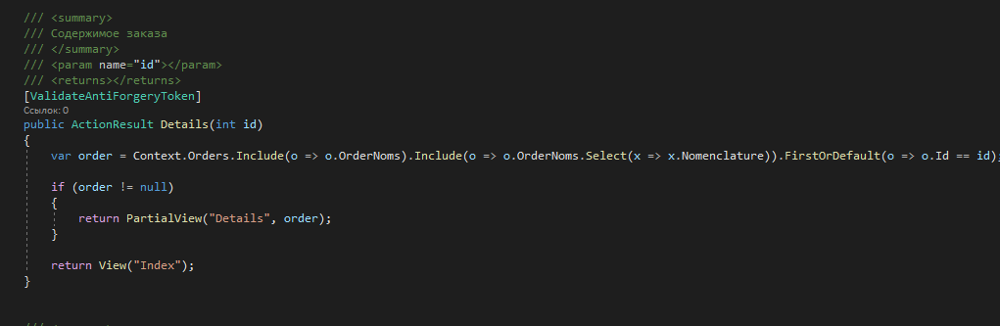 /// <summary>
/// Содержимое заказа
/// </summary>
/// <param name="id"></param>
/// <returns></returns>
[ValidateAntiForgeryToken]
Ссылок: 0
public ActionResult Details(int id)
{
var order = Context.Orders.Include(o => o.OrderNoms).Include(o => o.OrderNoms.Select(x => x.Nomenclature)).FirstOrDefault(o => o.Id == id);
if (order != null)
{
return PartialView("Details", order);
}
return View("Index");
}